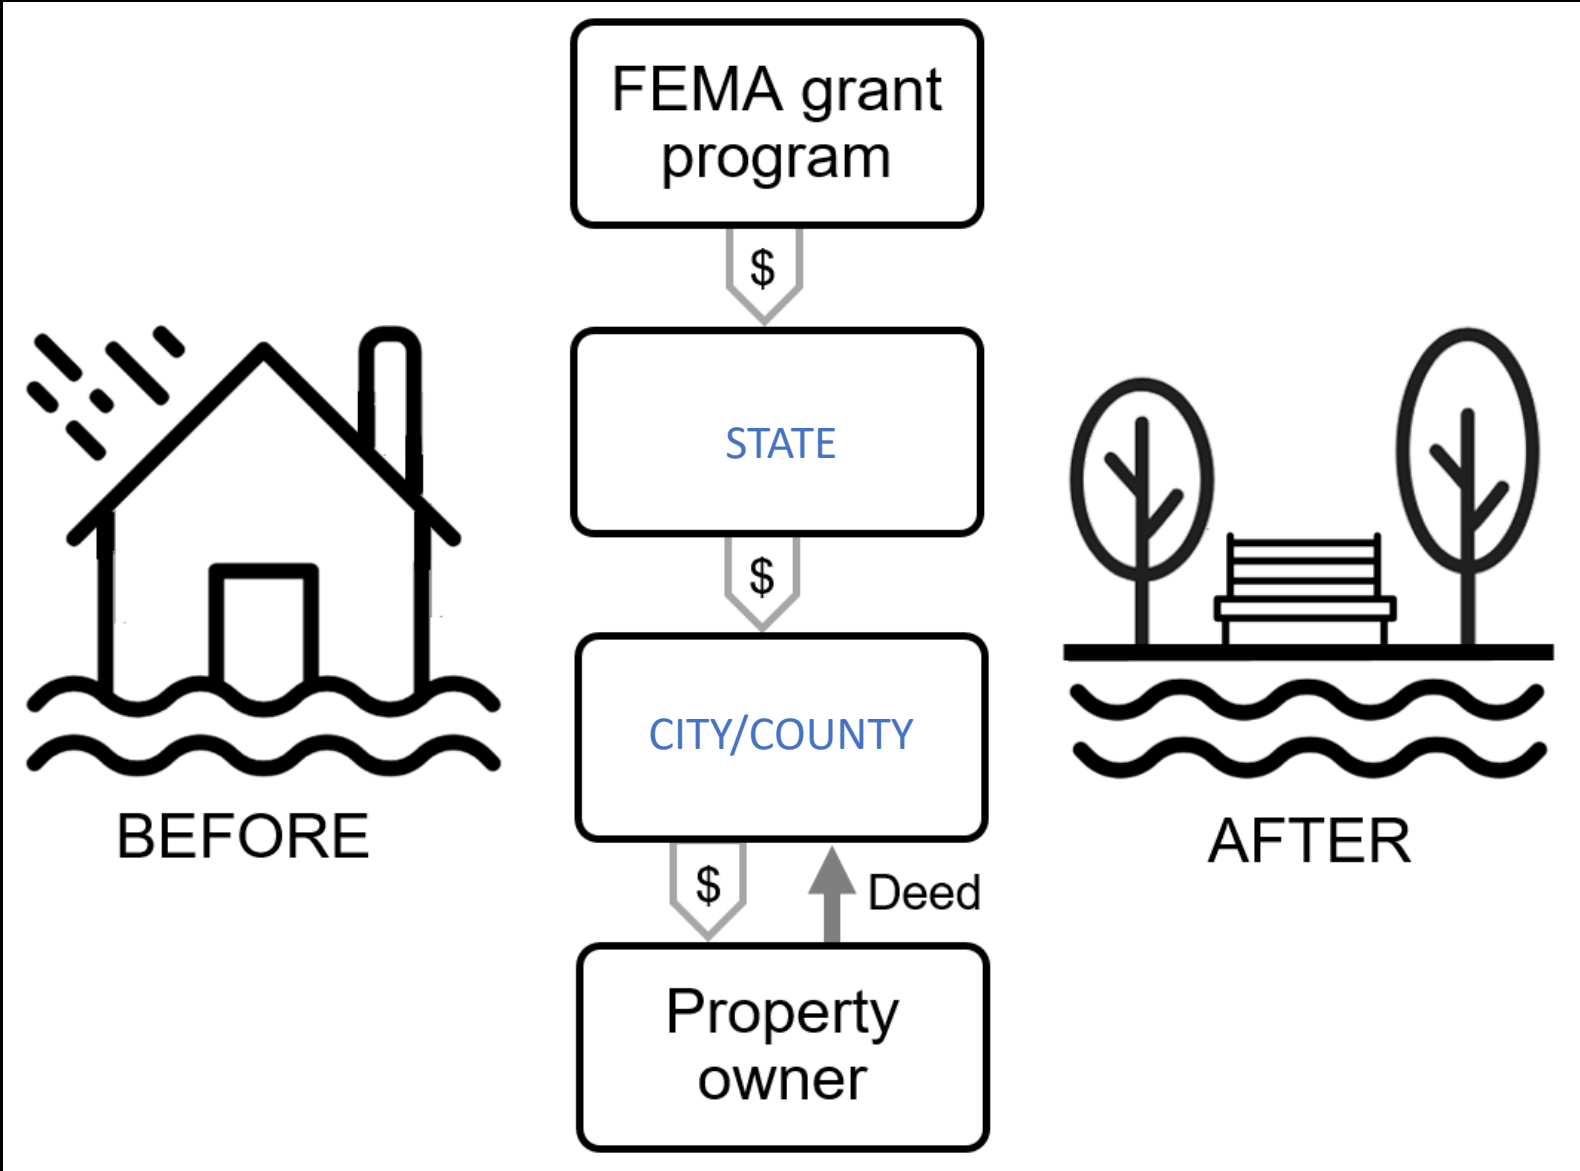 FEMA grant
program
$
STATE
$
CITY/COUNTY
BEFORE
AFTER
$
Deed
Property
owner